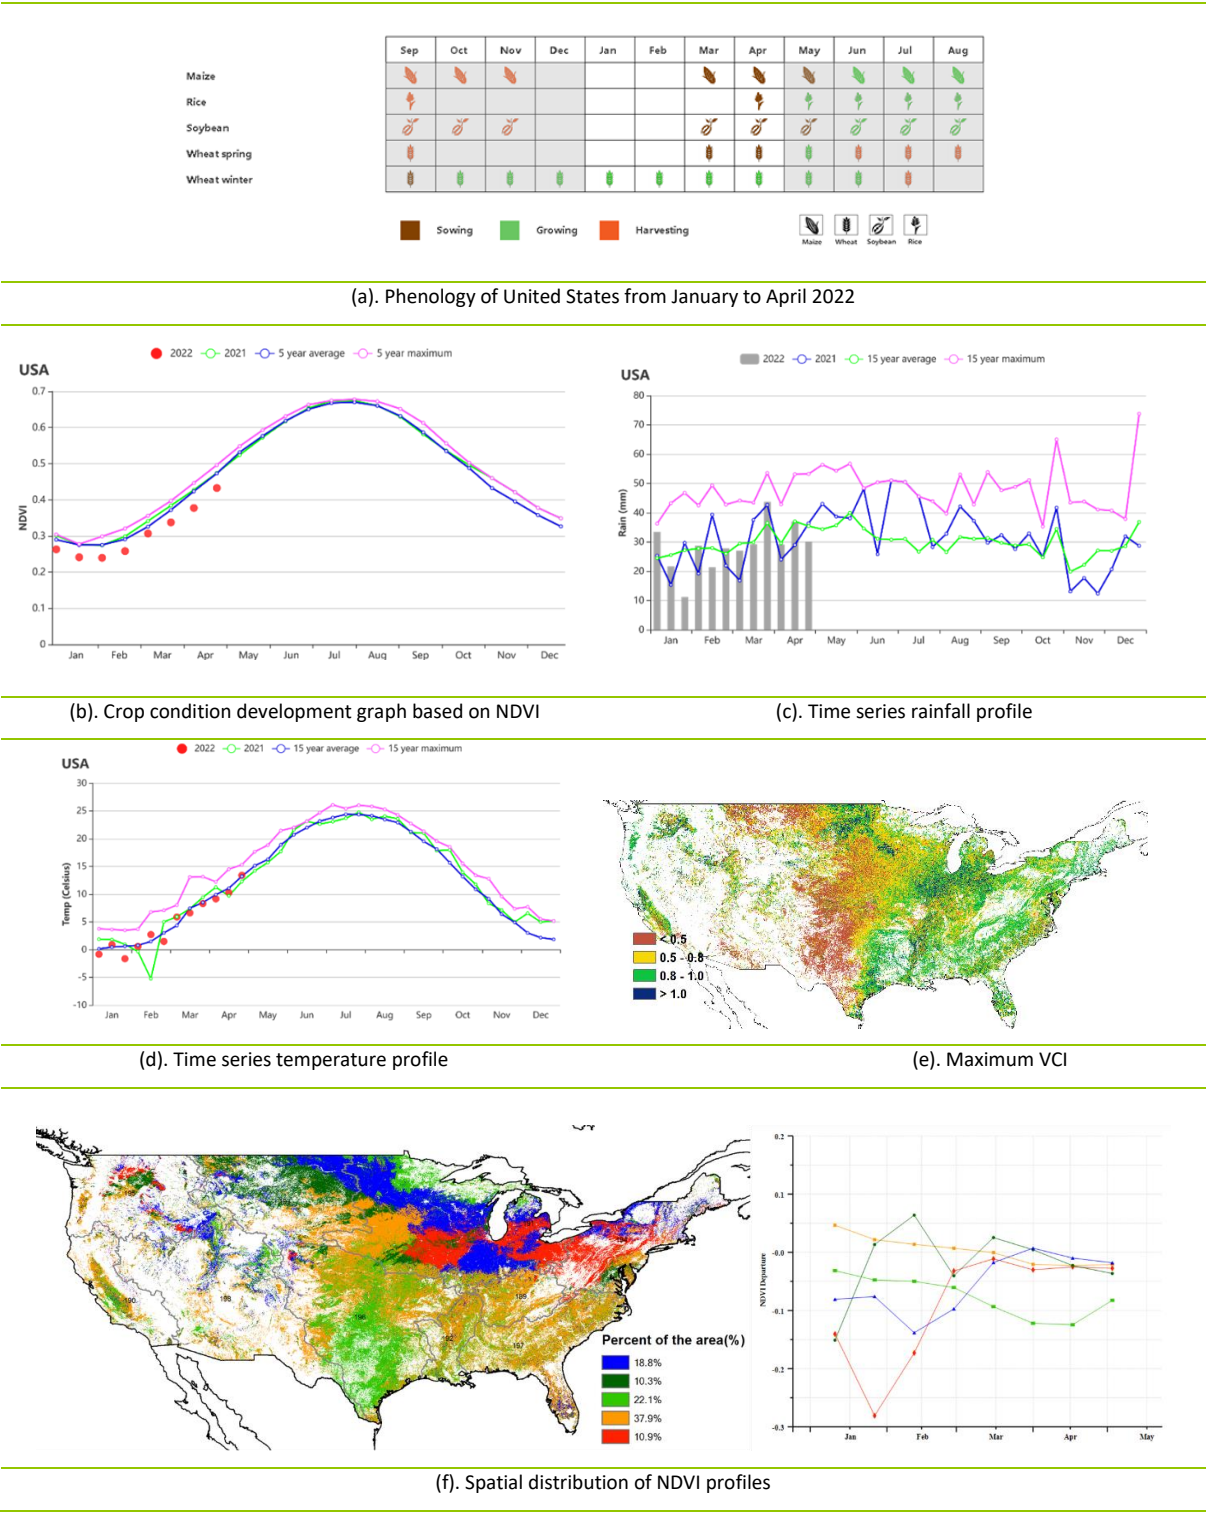 Sep Oct Nov Dec Jan Feb Mar Apr May Jun Jul Aug
Maize
Rice
Soybean
Wheat spring
Wheat winter
Sowing Growing Harvesting
Maize Wheat Soybean Rice
(a). Phenology of United States from January to April 2022
2022 2021 5 year average 5 year maximum
USA
NDVI
0.7
0.6
0.5
0.4
0.3
0.2
0.1
0
Jan Feb Mar Apr May Jun Jul Aug Sep Oct Nov Dec
2022 2021 15 year average 15 year maximum
USA
Rain (mm)
80
70
60
50
40
30
20
10
0
Jan Feb Mar Apr May Jun Jul Aug Sep Oct Nov Dec
(b). Crop condition development graph based on NDVI
(c). Time series rainfall profile
2022 2021 15 year average 15 year maximum
USA
Temp (Celsius)
30
25
20
15
10
5
0
-5
-10
Jan Feb Mar Apr May Jun Jul Aug Sep Oct Nov Dec
< 0.5
0.5 - 0.8
0.8 - 1.0
> 1.0
(d). Time series temperature profile
(e). Maximum VCI
190
198
196
192
189
197
Percent of the area(%)
18.8%
10.3%
22.1%
37.9%
10.9%
NDVI Departure
0.2
0.1
-0.0
-0.1
-0.2
-0.3
Jan Feb Mar Apr May
(f). Spatial distribution of NDVI profiles